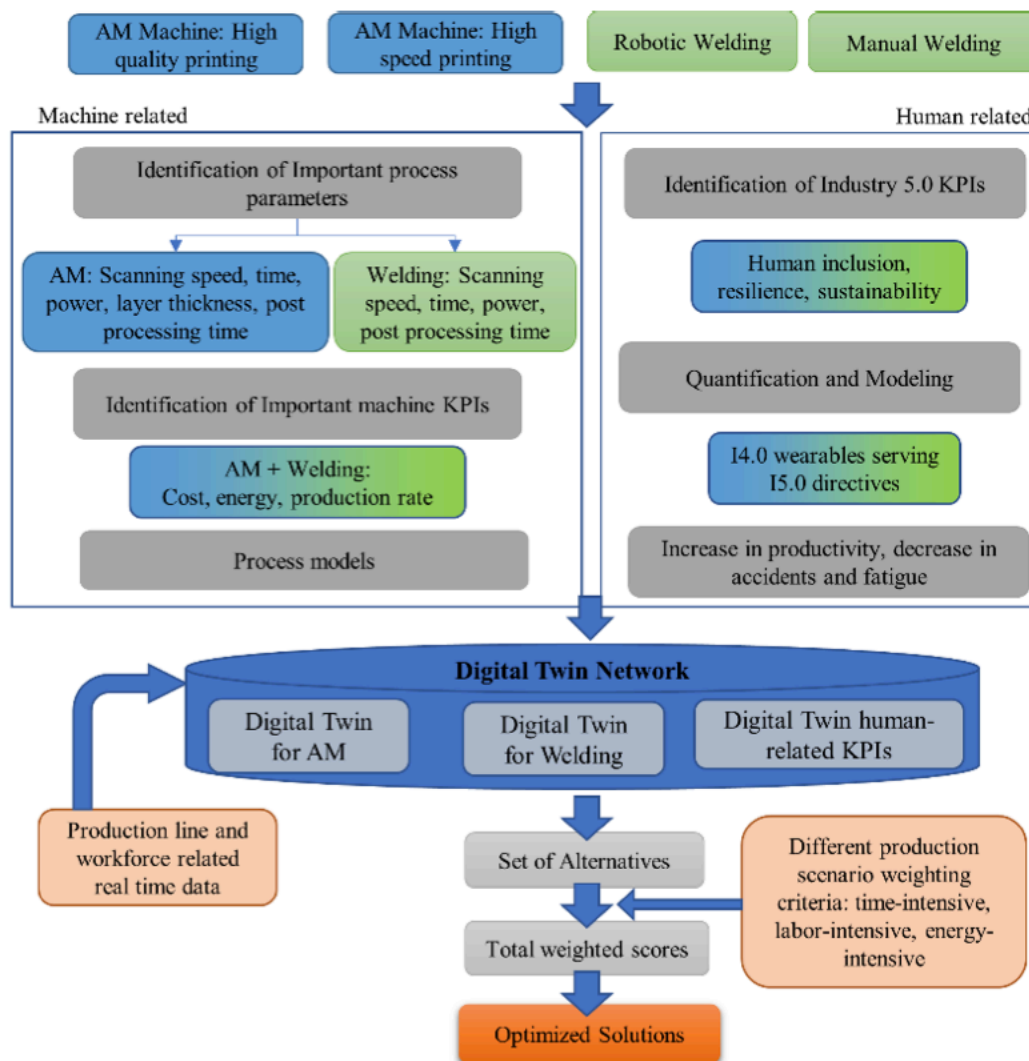 AM Machine: High
quality printing
AM Machine: High
speed printing
Robotic Welding
Manual Welding
Machine related
Human related
Identification of Important process
parameters
AM: Scanning speed, time,
power, layer thickness, post
processing time
Welding: Scanning
speed, time, power,
post processing time
Identification of Important machine KPIs
AM + Welding:
Cost, energy, production rate
Process models
Identification of Industry 5.0 KPIs
Human inclusion,
resilience, sustainability
Quantification and Modeling
I4.0 wearables serving
I5.0 directives
Increase in productivity, decrease in
accidents and fatigue
Digital Twin Network
Digital Twin
for AM
Digital Twin
for Welding
Digital Twin human-
related KPIs
Production line and
workforce related
real time data
Set of Alternatives
Different production
scenario weighting
criteria: time-intensive,
labor-intensive, energy-
intensive
Total weighted scores
Optimized Solutions